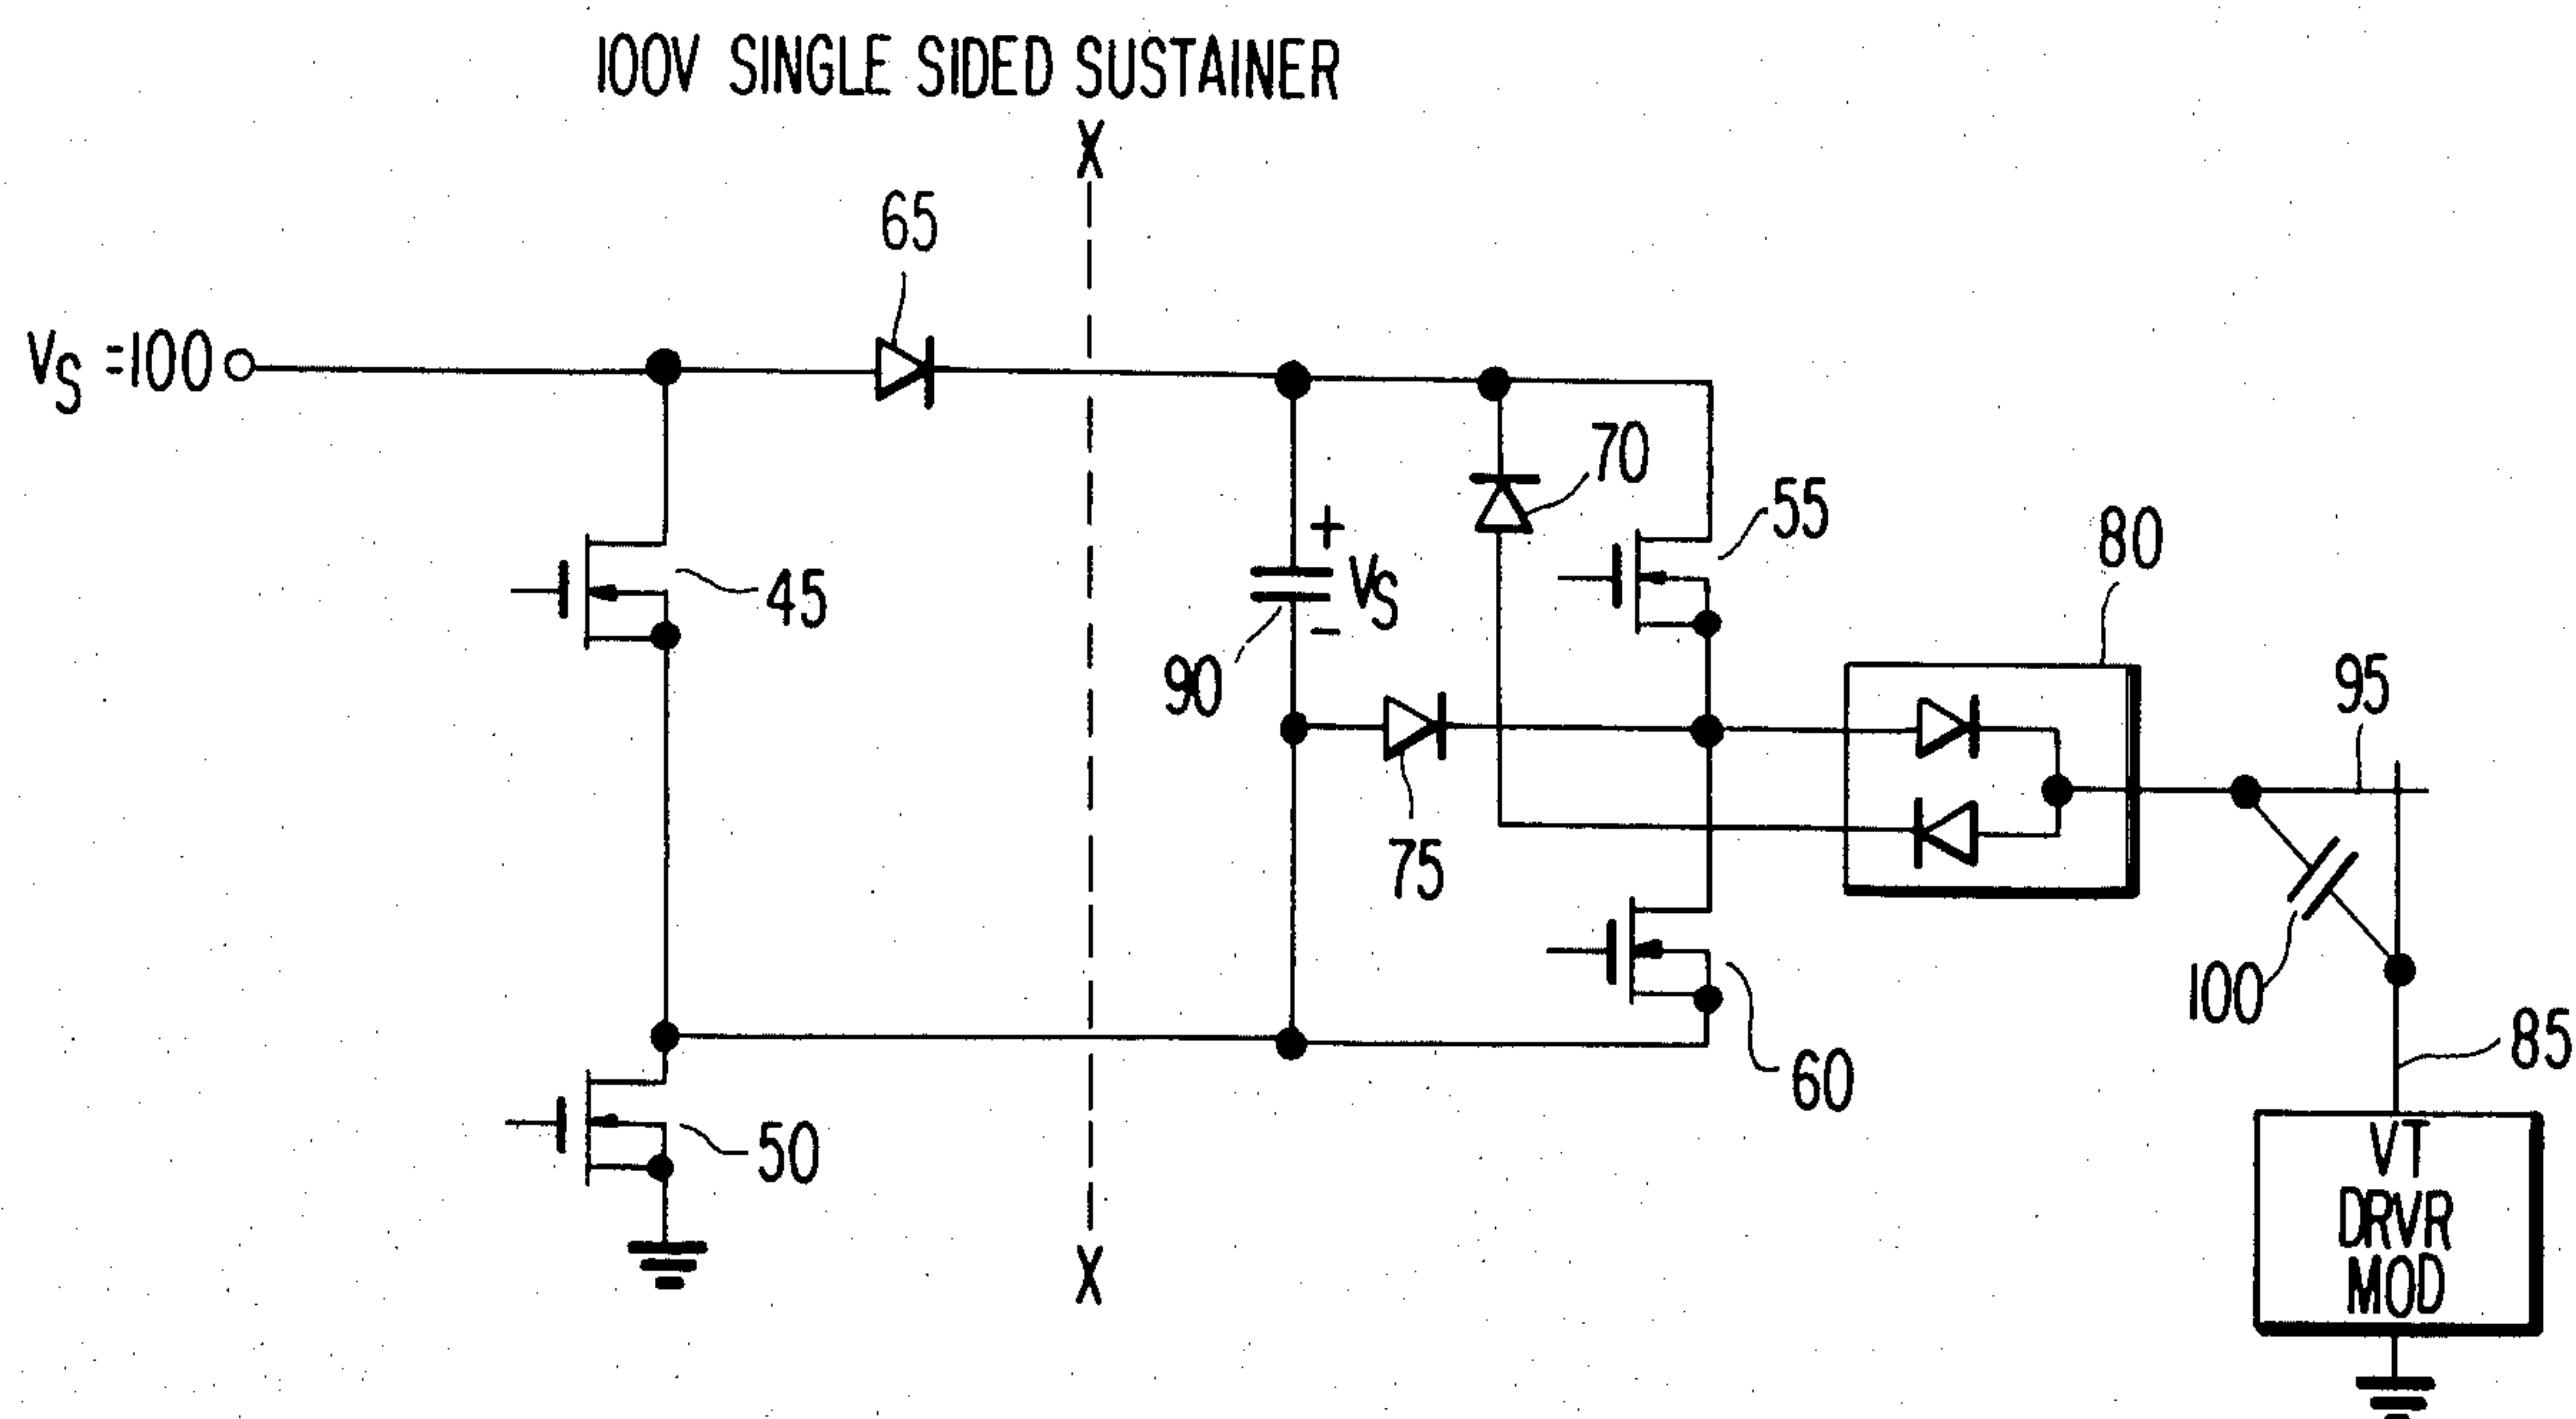 100V SINGLE SIDED SUSTAINER
X
65
VS =100
70
55
80
+
VS
-
45
90
95
75
100
85
60
50
VT
DRVR
MOD
X